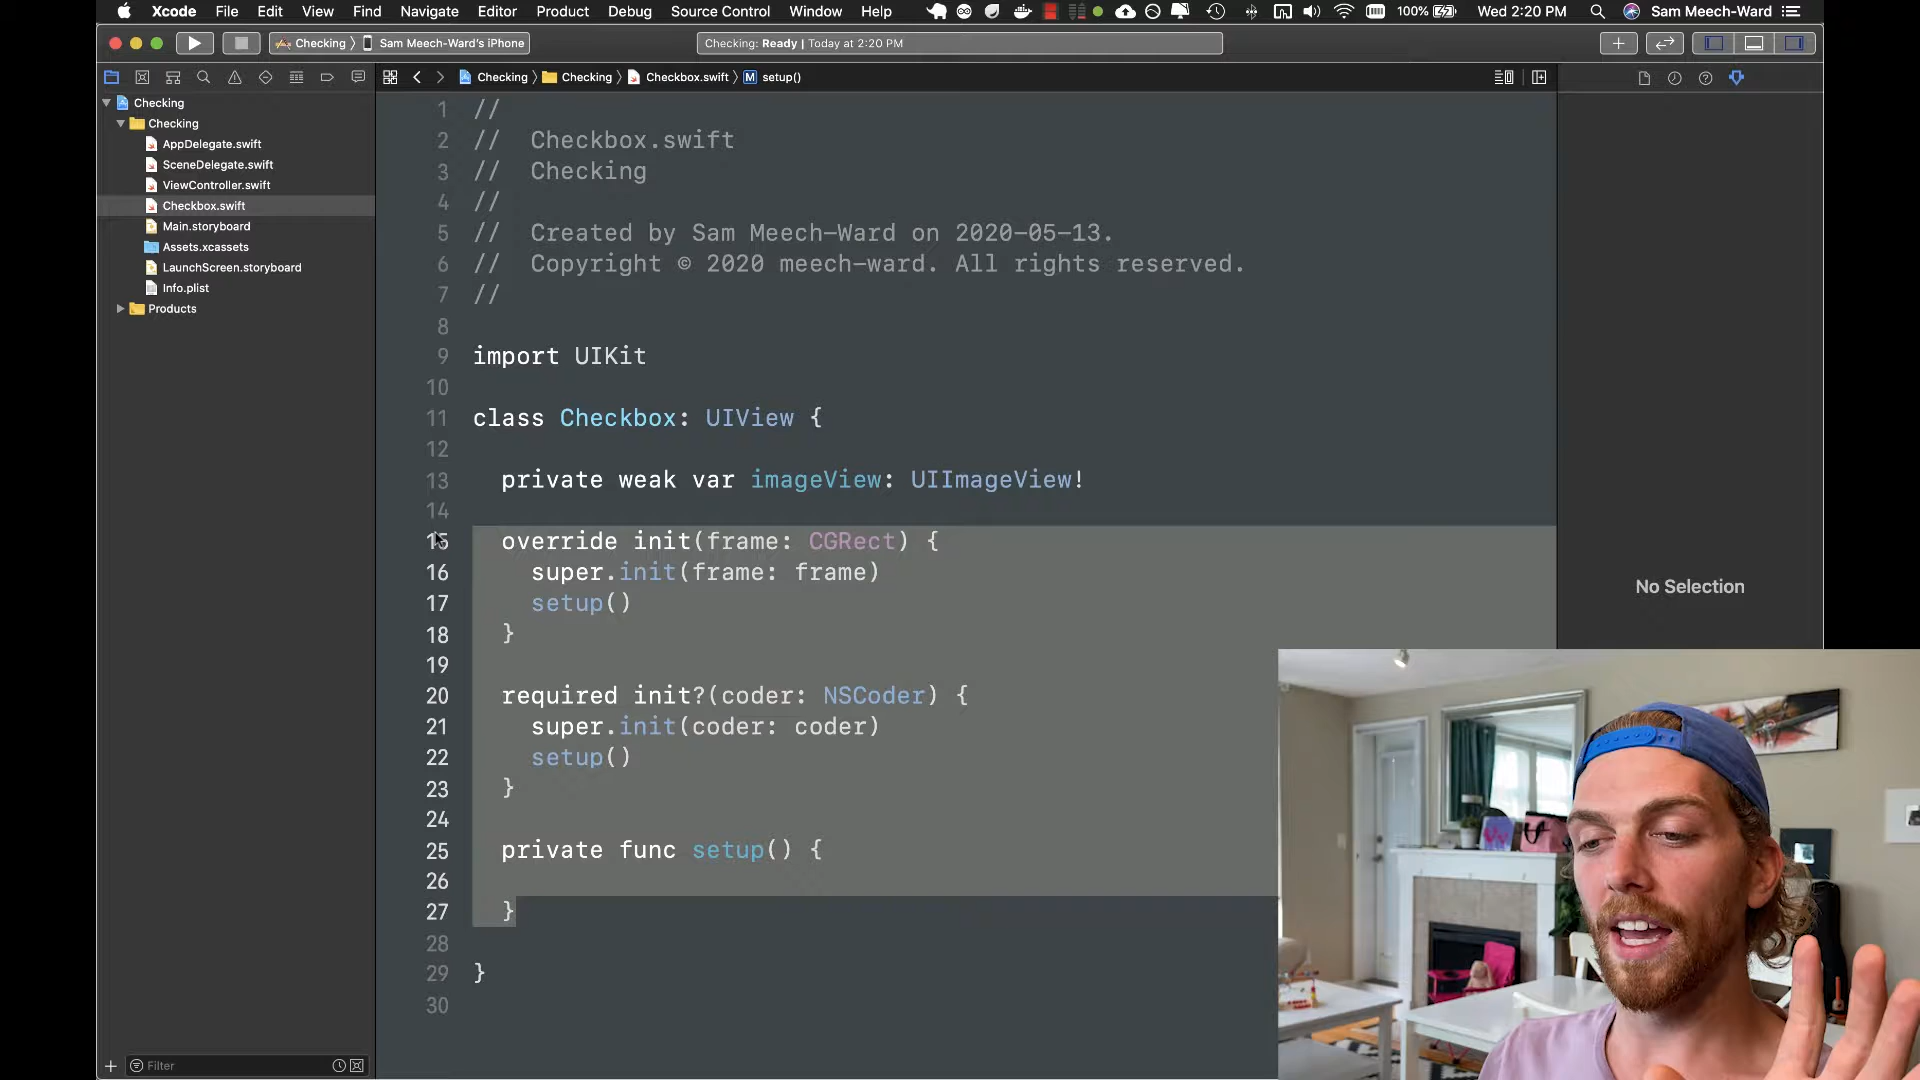 Xcode File Edit View Find Navigate Editor Product Debug Source Control Window Help 100% Wed 2:20 PM Sam Meech-Ward
Checking Sam Meech-Ward's iPhone Checking: Ready | Today at 2:20 PM
Checking Checking Checkbox.swift M setup()
Checking
Checking
AppDelegate.swift
SceneDelegate.swift
ViewController.swift
Checkbox.swift
Main.storyboard
Assets.xcassets
LaunchScreen.storyboard
Info.plist
Products
1 //
2 // Checkbox.swift
3 // Checking
4 //
5 // Created by Sam Meech-Ward on 2020-05-13.
6 // Copyright © 2020 meech-ward. All rights reserved.
7 //
8
9 import UIKit
10
11 class Checkbox: UIView {
12
13 private weak var imageView: UIImageView!
14
15 override init(frame: CGRect) {
16 super.init(frame: frame)
17 setup()
18 }
19
20 required init?(coder: NSCoder) {
21 super.init(coder: coder)
22 setup()
23 }
24
25 private func setup() {
26
27 }
28
29 }
30
No Selection
Filter